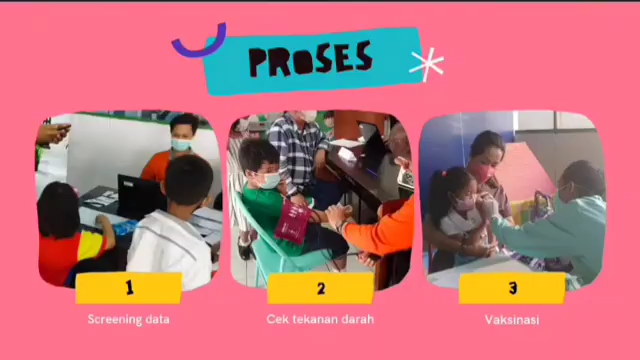 PROSES
1
Screening data
2
Cek tekanan darah
3
Vaksinasi